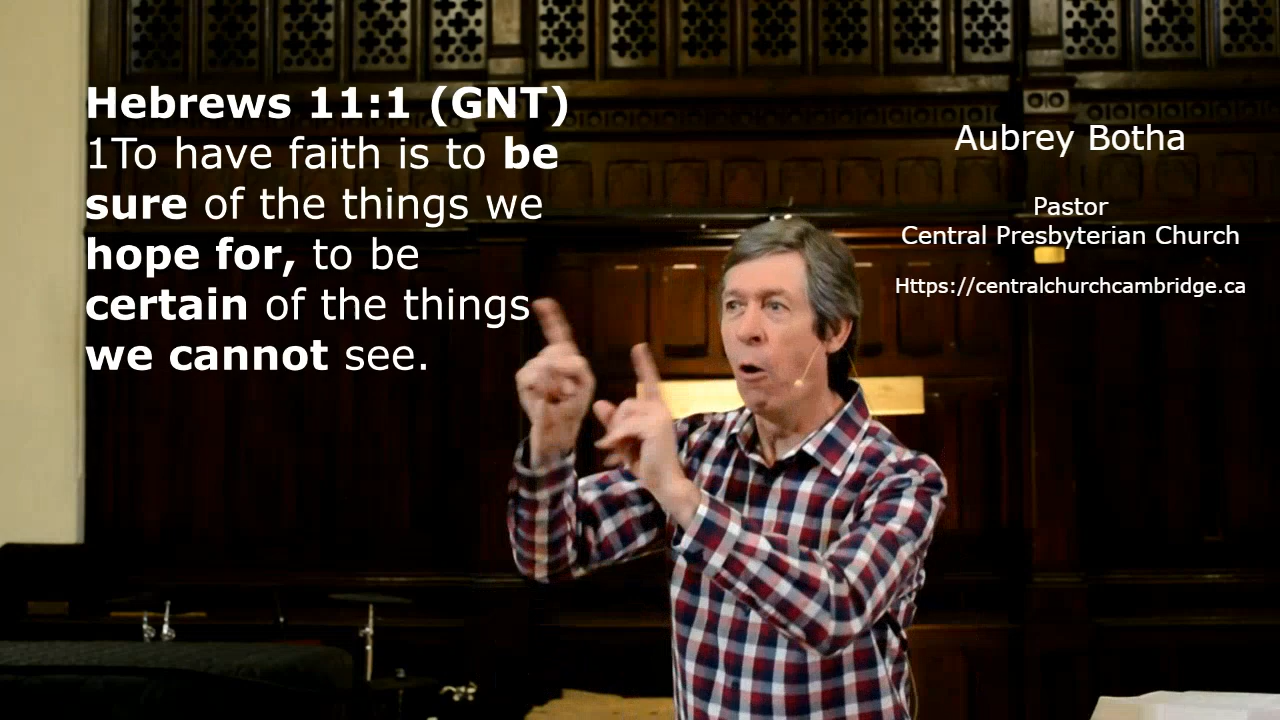 Hebrews 11:1 (GNT)
1To have faith is to be
sure of the things we
hope for, to be
certain of the things
we cannot see.
Aubrey Botha
Pastor
Central Presbyterian Church
Https://centralchurchcambridge.ca